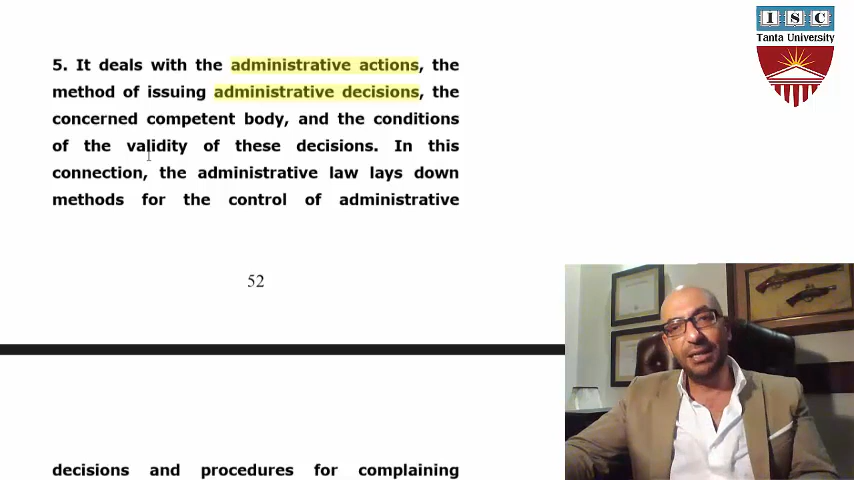 I S C
Tanta University
5. It deals with the administrative actions, the
method of issuing administrative decisions, the
concerned competent body, and the conditions
of the validity of these decisions. In this
connection, the administrative law lays down
methods for the control of administrative
52
decisions and procedures for complaining